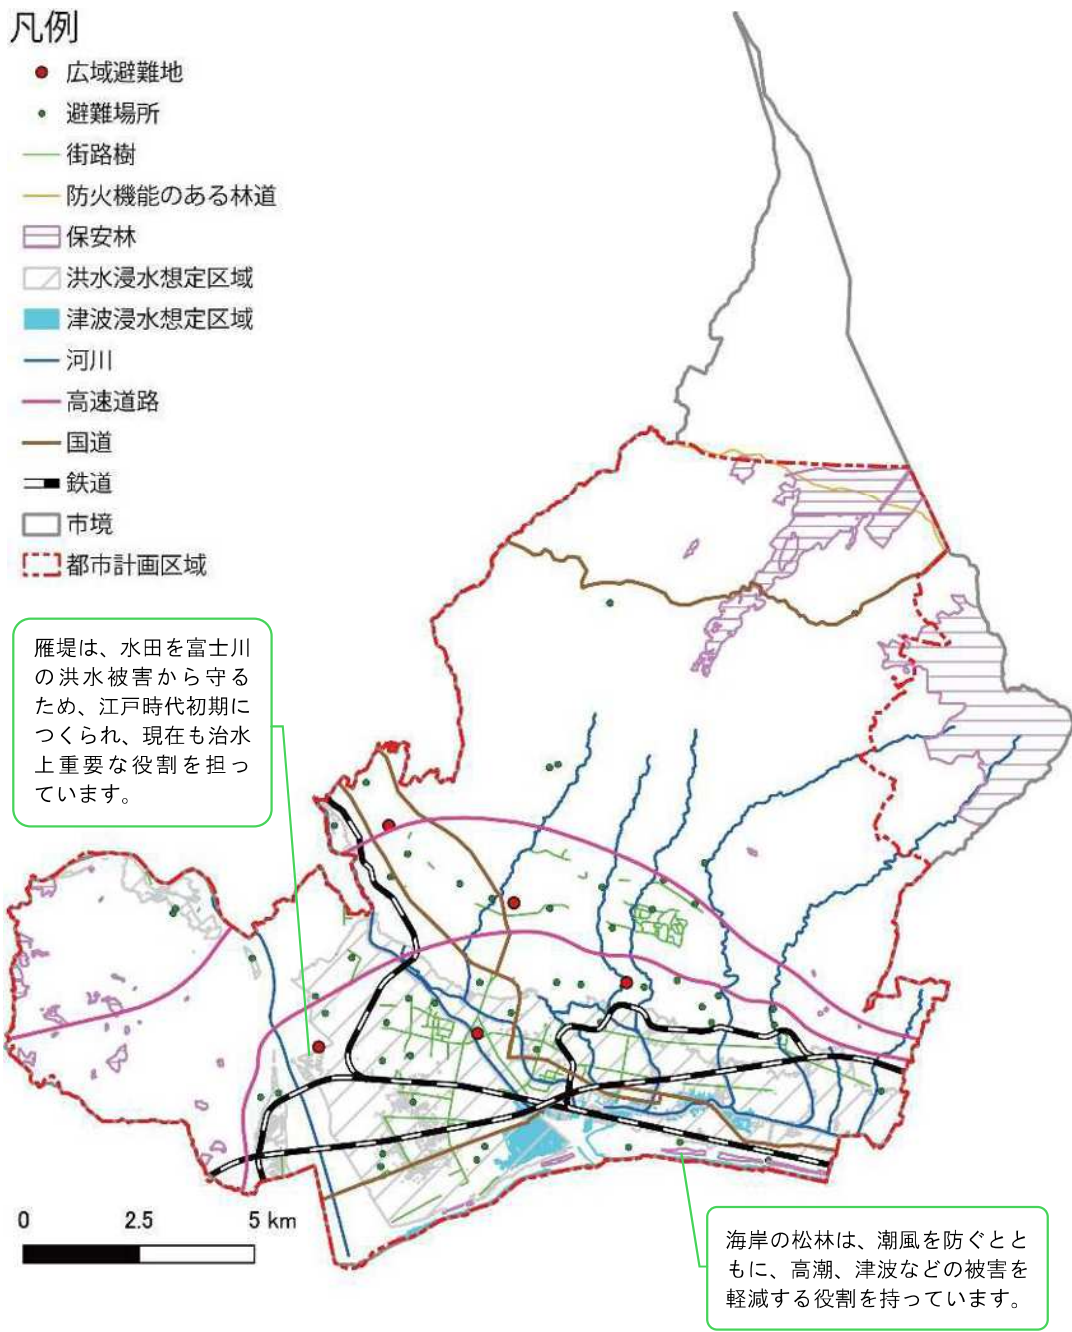 凡例
広域避難地
避難場所
街路樹
防火機能のある林道
保安林
洪水浸水想定区域
津波浸水想定区域
河川
高速道路
国道
鉄道
市境
都市計画区域
雁堤は、水田を富士川
の洪水被害から守る
ため、江戸時代初期に
つくられ、現在も治水
上重要な役割を担っ
ています。
0 2.5 5 km
海岸の松林は、潮風を防ぐとと
もに、高潮、津波などの被害を
軽減する役割を持っています。